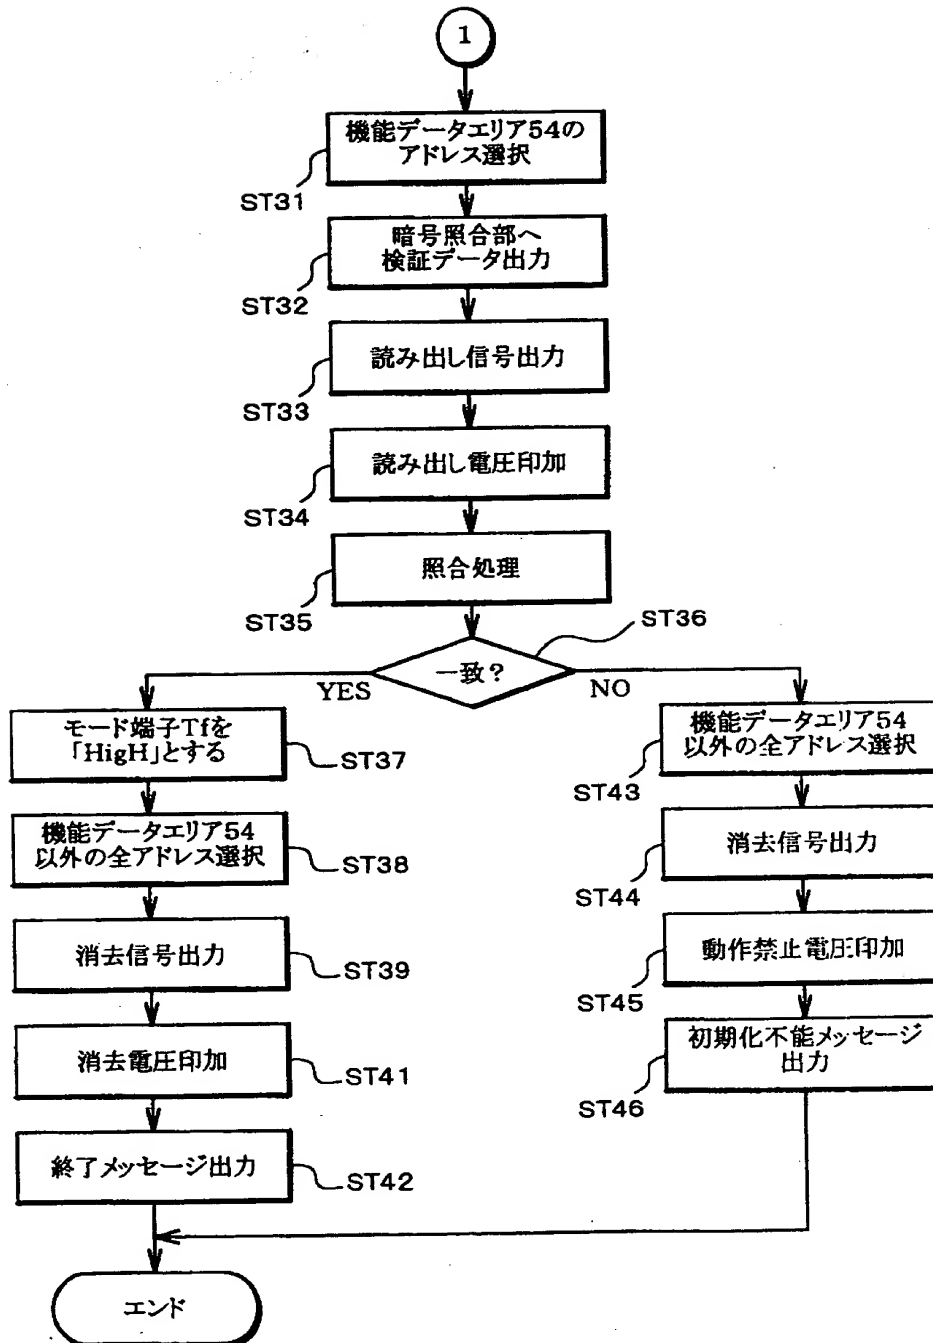 1
機能データエリア54の
アドレス選択
ST31
暗号照合部へ
検証データ出力
ST32
読み出し信号出力
ST33
読み出し電圧印加
ST34
照合処理
ST35
一致?
ST36
YES
NO
モード端子Tfを
「HigH」とする
ST37
機能データエリア54
以外の全アドレス選択
ST38
消去信号出力
ST39
消去電圧印加
ST41
終了メッセージ出力
ST42
機能データエリア54
以外の全アドレス選択
ST43
消去信号出力
ST44
動作禁止電圧印加
ST45
初期化不能メッセージ
出力
ST46
エンド